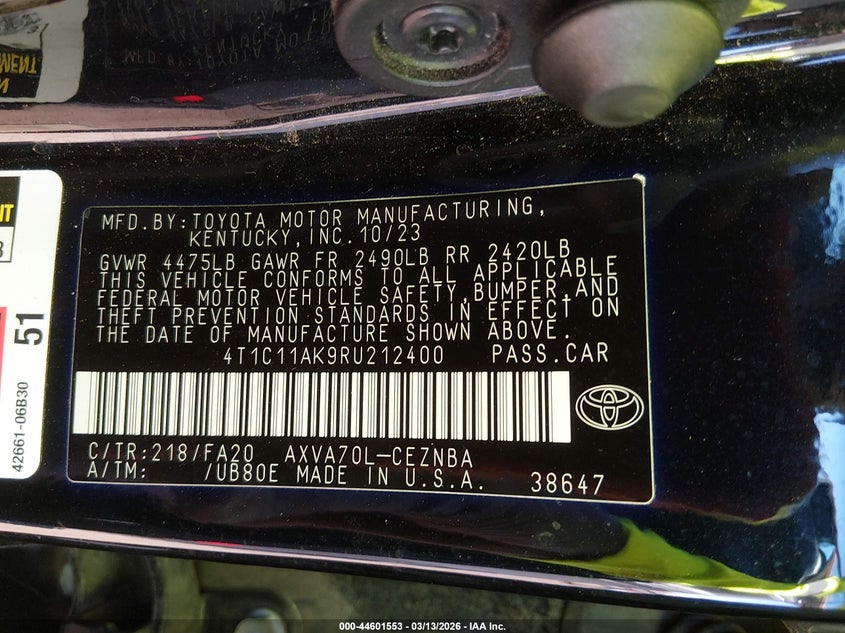 MFD.BY:TOYOTA MOTOR MANUFACTURING,
KENTUCKY,INC.10/23
GVWR 4475LB GAWR FR 2490LB RR 2420LB
THIS VEHICLE CONFORMS TO ALL APPLICABLE
FEDERAL MOTOR VEHICLE SAFETY,BUMPER,AND
THEFT PREVENTION STANDARDS IN EFFECT ON
THE DATE OF MANUFACTURE SHOWN ABOVE.
4T1C11AK9RU212400 PASS.CAR
C/TR:218/FA20 AXVA70L-CEZNBA
A/TM: /UB80E MADE IN U.S.A. 38647
51
42661-06B30
000-44601553 - 03/13/2026 - IAA Inc.